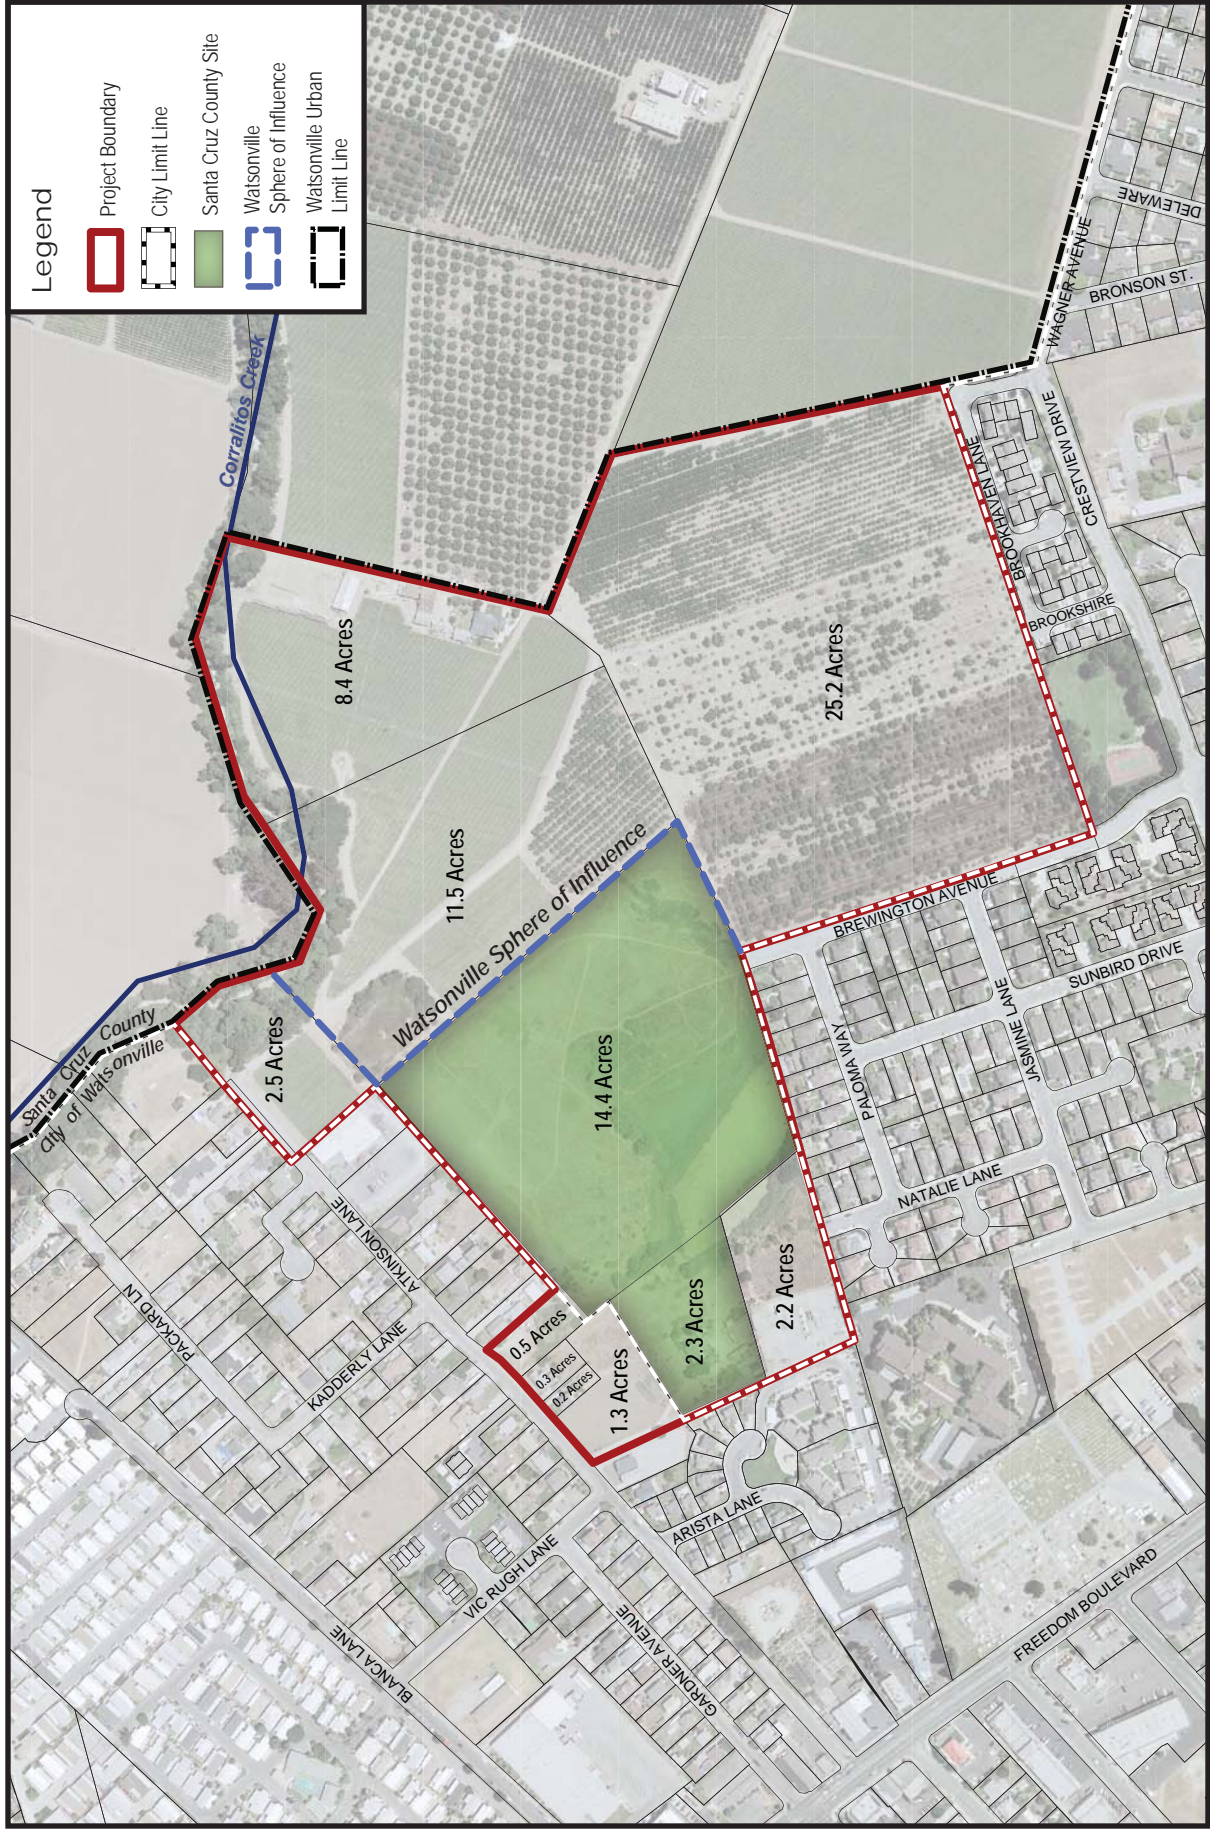 Legend
Project Boundary
City Limit Line
Santa Cruz County Site
Watsonville
Sphere of Influence
Watsonville Urban
Limit Line
Corralitos Creek
Santa Cruz County
City of Watsonville
8.4 Acres
11.5 Acres
2.5 Acres
25.2 Acres
Watsonville Sphere of Influence
14.4 Acres
2.3 Acres
2.2 Acres
0.5 Acres
0.3 Acres
0.2 Acres
1.3 Acres
PACKARD LN
ATKINSON LANE
KADDERLY LANE
BLANCA LANE
VIC RUGH LANE
GARDNER AVENUE
ARISTA LANE
FREEDOM BOULEVARD
NATALIE LANE
PALOMA WAY
JASMINE LANE
SUNBIRD DRIVE
BREWINGTON AVENUE
BROOKSHIRE
BROOKHAVEN LANE
CRESTVIEW DRIVE
WAGNER AVENUE
BRONSON ST.
DELEWARE